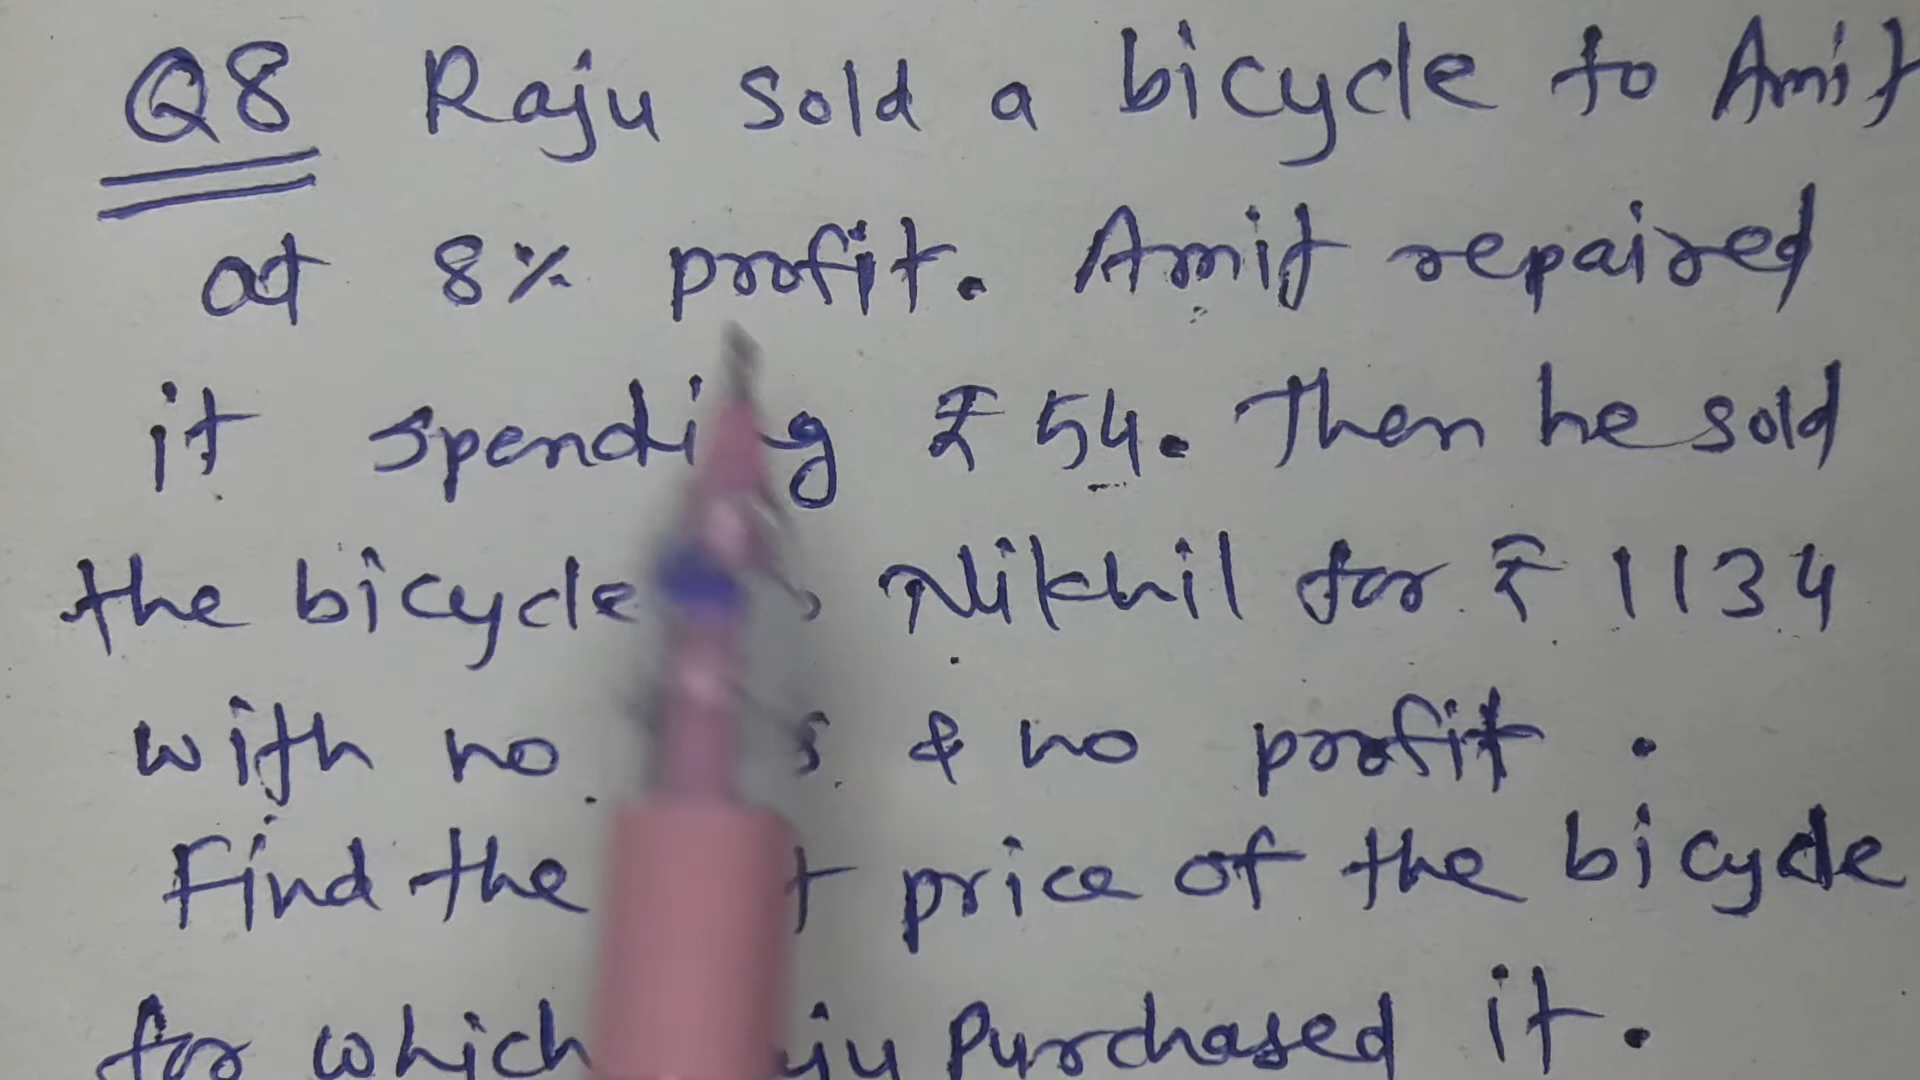 Q8 Raju sold a bicycle to Amit
at 8% profit. Amit repaired
it spending ₹ 54. Then he sold
the bicycle Nikhil for ₹ 1134
with no & no profit.
Find the price of the bicycle
for which Purchased it.